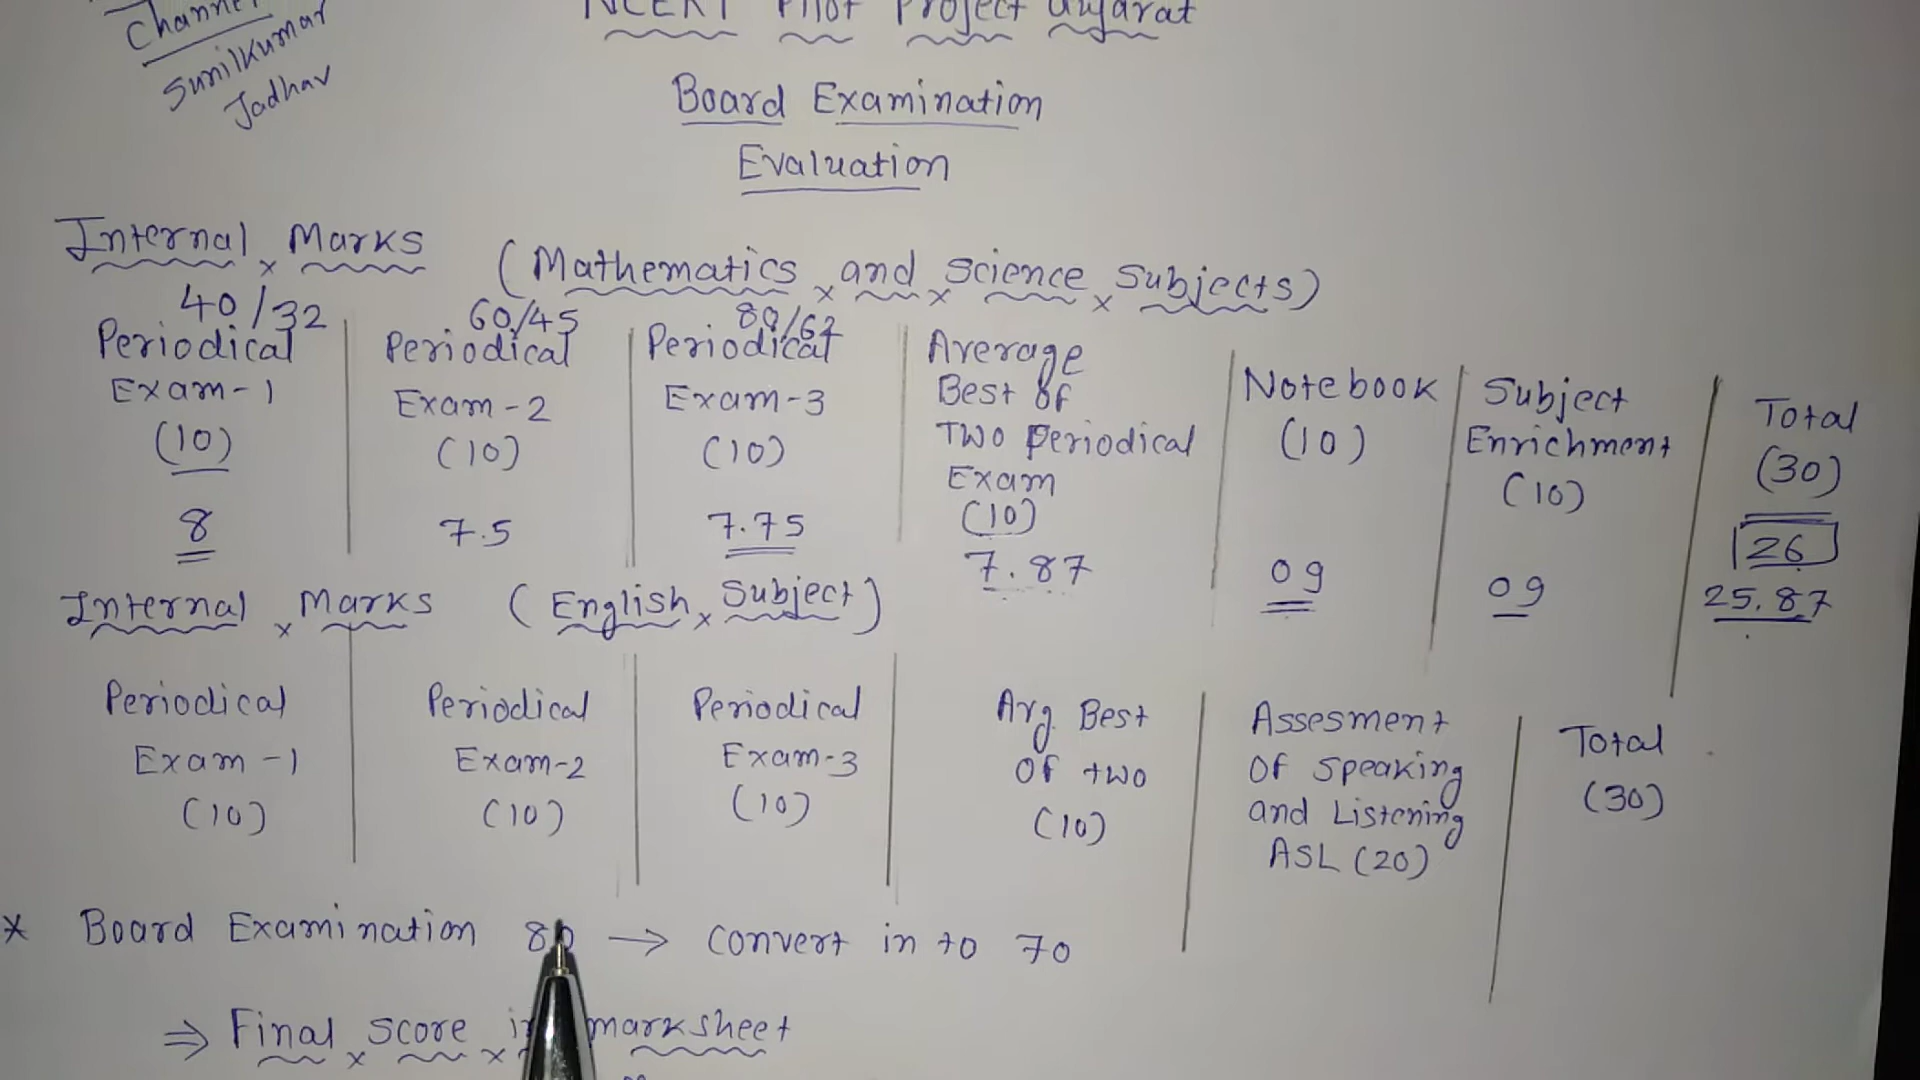 Channel
Sunilkumar
Jadhav
NCERT Pilot Project Gujarat
Board Examination
Evaluation
Internal Marks (Mathematics and Science Subjects)
40/32
Periodical
Exam-1
(10)
8
60/45
Periodical
Exam-2
(10)
7.5
80/62
Periodical
Exam-3
(10)
7.75
Average
Best of
Two Periodical
Exam
(10)
7.87
Notebook
(10)
09
Subject
Enrichment
(10)
09
Total
(30)
26
25.87
Internal Marks (English Subject)
Periodical
Exam-1
(10)
Periodical
Exam-2
(10)
Periodical
Exam-3
(10)
Avg. Best
of two
(10)
Assesment
Of Speaking
and Listening
ASL (20)
Total
(30)
* Board Examination 80 → Convert in to 70
⇒ Final Score in marksheet